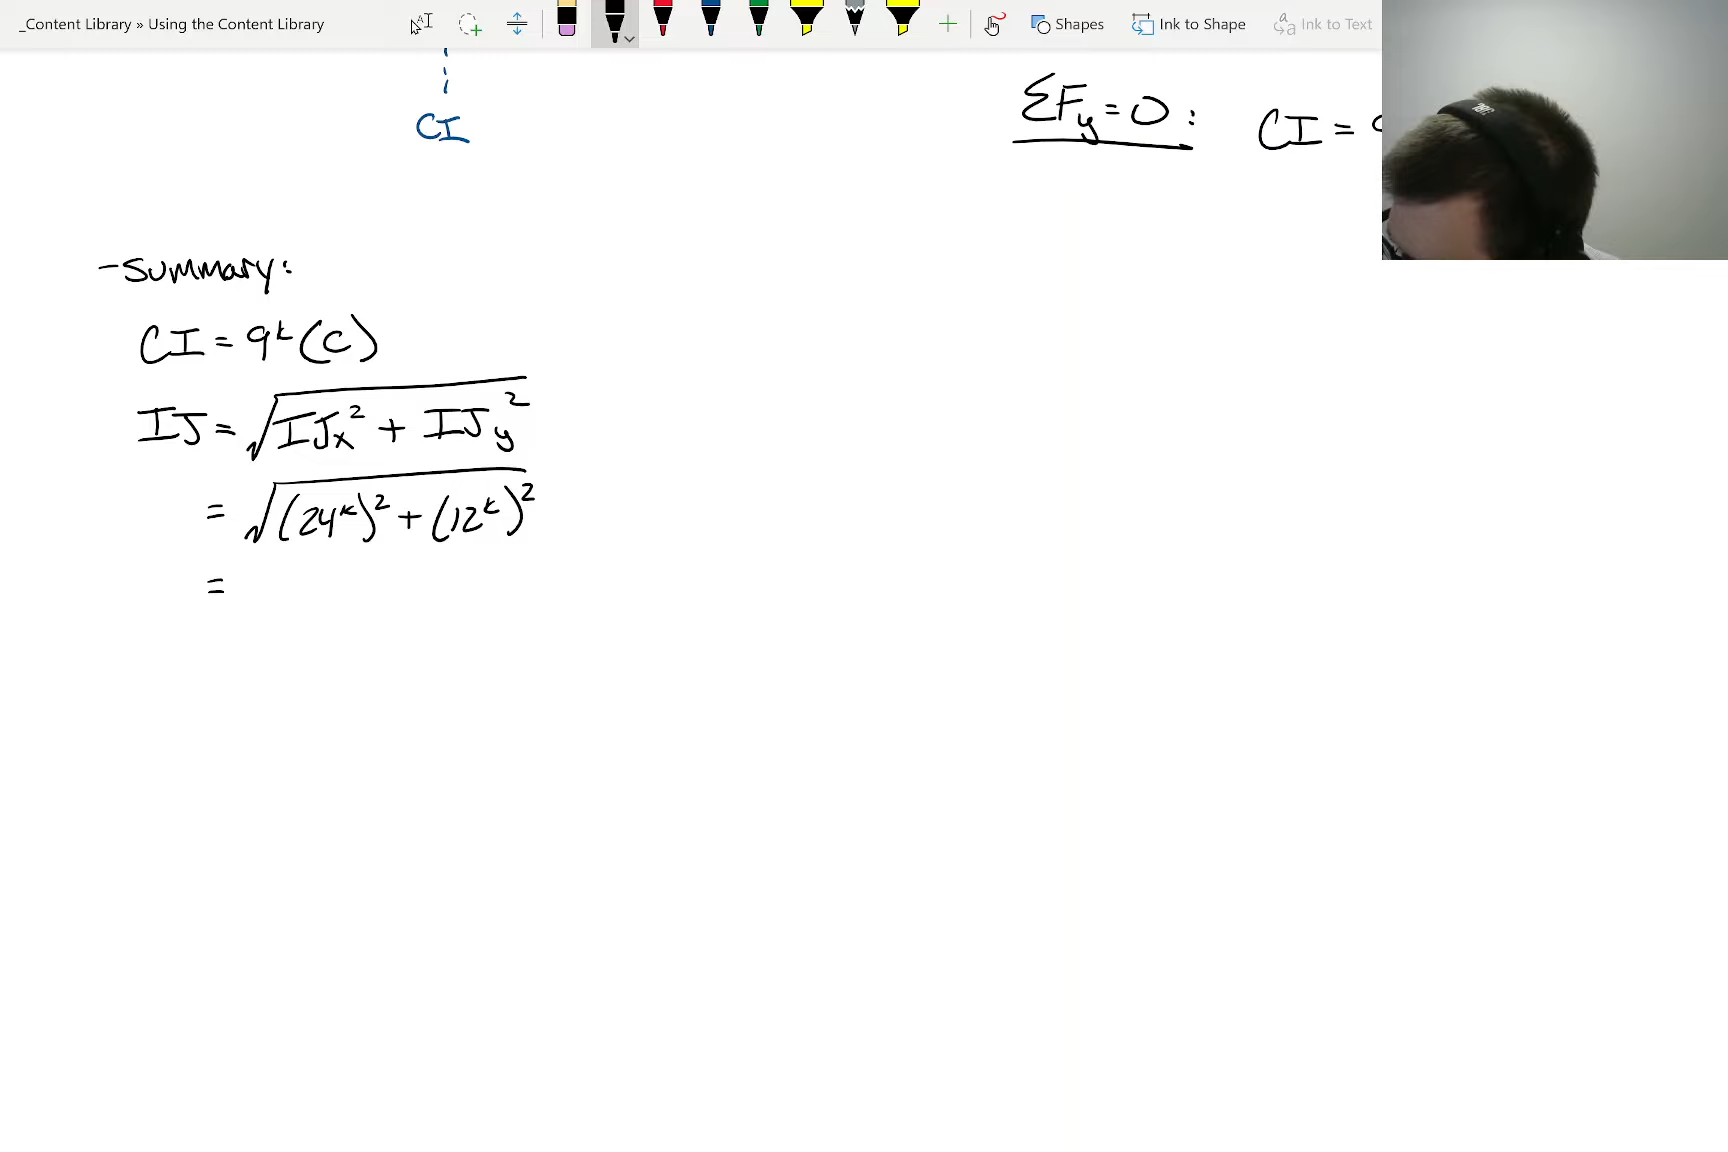 _Content Library » Using the Content Library
Shapes
Ink to Shape
Ink to Text
CI
ΣFy = 0 :
CI =
-Summary:
CI = 9ᵏ (C)
IJ = √IJx² + IJy²
= √(24ᵏ)² + (12ᵏ)²
=